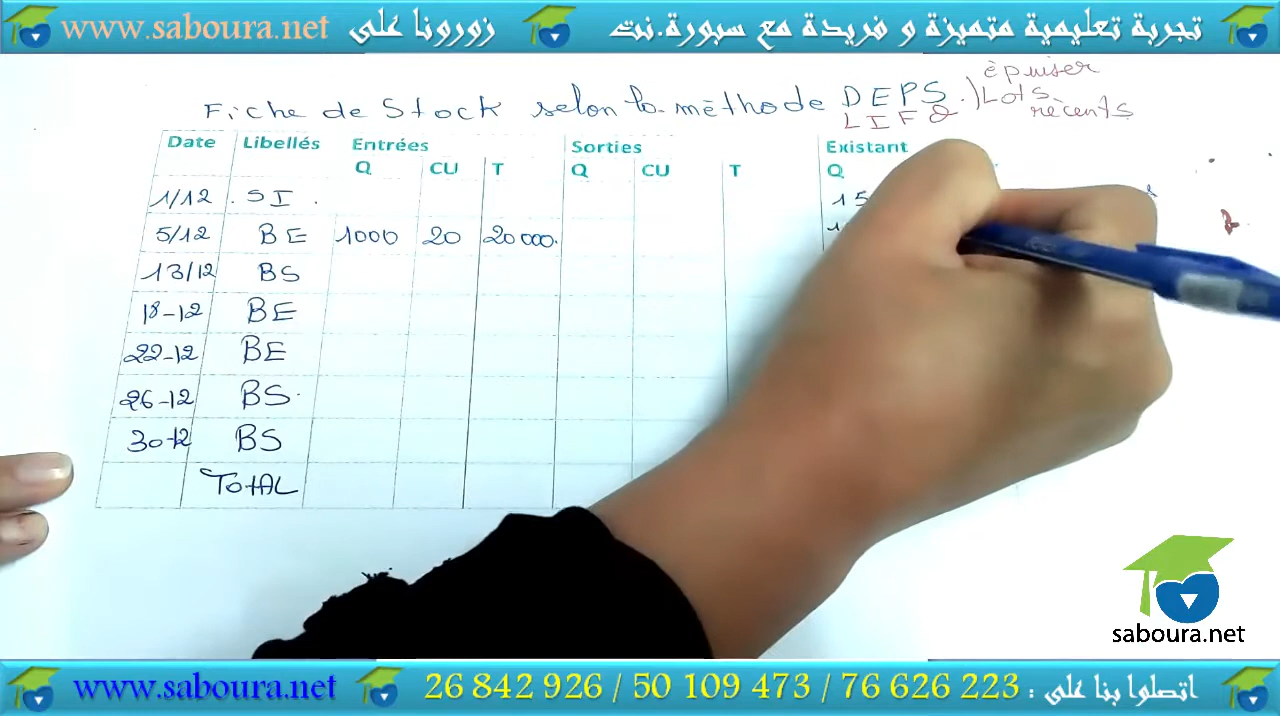 www.saboura.net زورونا على تجربة تعليمية متميزة و فريدة مع سبورة.نت
Fiche de Stock selon la méthode DEPS.) épuiser
LIFO Lots
récents
Date Libellés Entrées Sorties Existant
Q CU T Q CU T Q
1/12 . SI . 15
5/12 BE 1000 20 20 000.
13/12 BS
18-12 BE
22-12 BE
26-12 BS.
30-12 BS
TOTAL
saboura.net
www.saboura.net 26 842 926 / 50 109 473 / 76 626 223 : اتصلوا بنا على